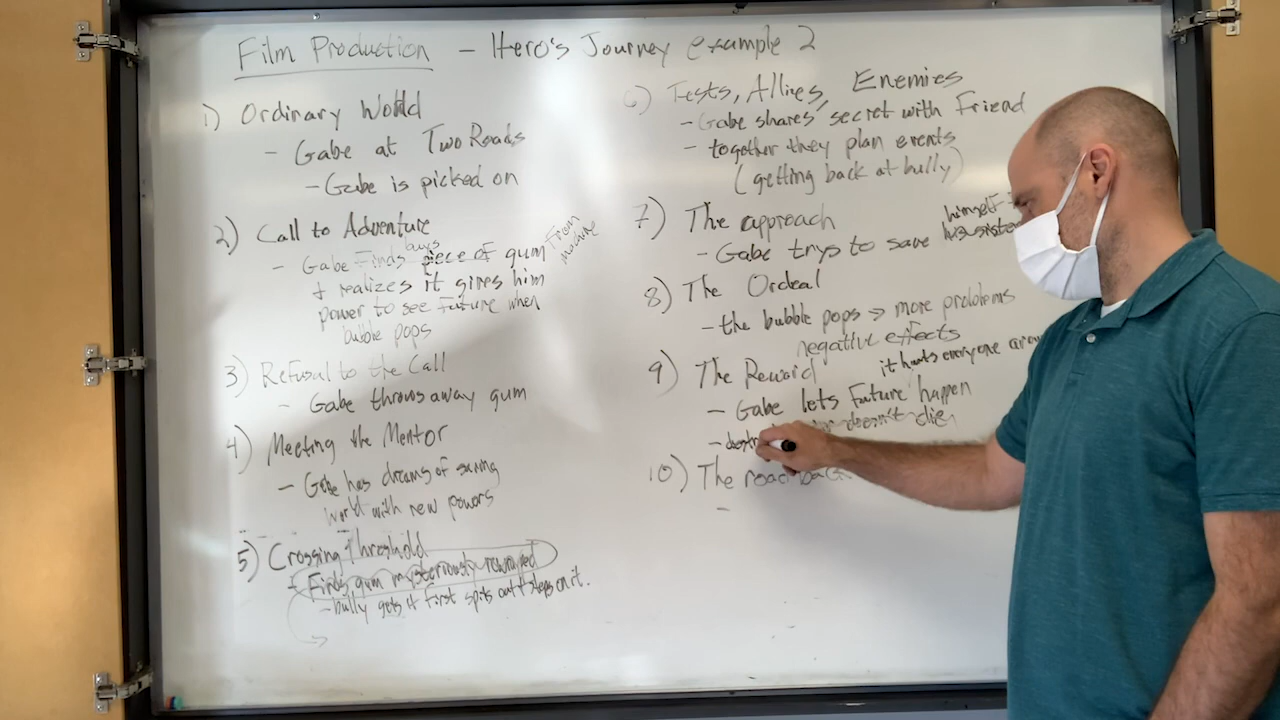 Film Production – Hero's Journey example 2
1) Ordinary World
- Gabe at Two Roads
- Gabe is picked on
2) Call to Adventure
buys
- Gabe Finds piece of gum From machine
+ realizes it gives him
power to see Future when
bubble pops
3) Refusal to the Call
- Gabe throws away gum
4) Meeting the Mentor
- Gabe has dreams of saving
World with new powers
5) Crossing threshold
- Finds gum mysteriously
- bully gets it first spits out + steps on it.
6) Tests, Allies, Enemies
- Gabe shares secret with Friend
- together they plan events
(getting back at bully)
7) The approach
himself
- Gabe trys to save
8) The Ordeal
- the bubble pops → more problems
negative effects
9) The Reward
it hurts everyone
- Gabe lets Future happen
- doesn't die
10) The road back
-